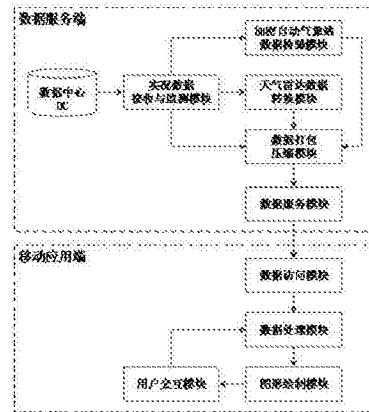 数据服务端
自动气象站
数据检验模块
数据中心
DC
实况数据
接收与监测模块
天气雷达数据
转换模块
数据打包
压缩模块
数据服务模块
移动应用端
数据访问模块
数据处理模块
用户交互模块
图形绘制模块